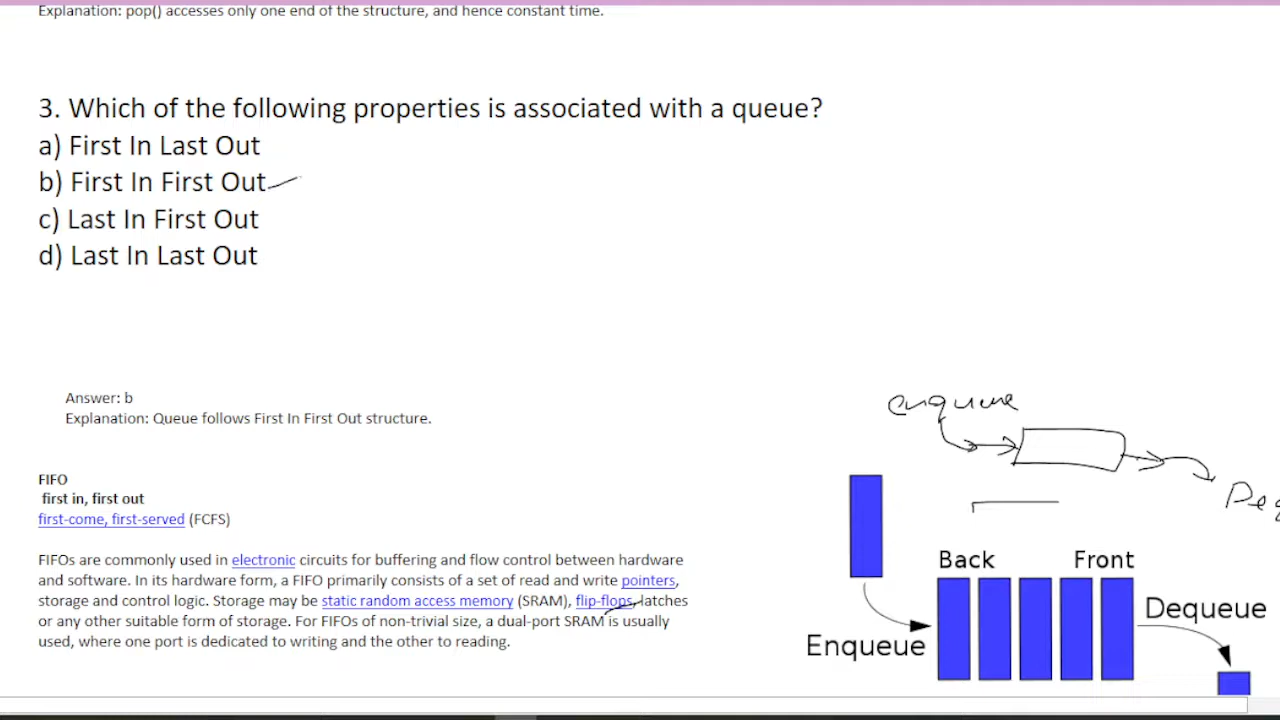 Explanation: pop() accesses only one end of the structure, and hence constant time.
3. Which of the following properties is associated with a queue?
a) First In Last Out
b) First In First Out
c) Last In First Out
d) Last In Last Out
Answer: b
Explanation: Queue follows First In First Out structure.
FIFO
first in, first out
first-come, first-served (FCFS)
FIFOs are commonly used in electronic circuits for buffering and flow control between hardware
and software. In its hardware form, a FIFO primarily consists of a set of read and write pointers,
storage and control logic. Storage may be static random access memory (SRAM), flip-flops, latches
or any other suitable form of storage. For FIFOs of non-trivial size, a dual-port SRAM is usually
used, where one port is dedicated to writing and the other to reading.
enqueue
Deq
Back Front
Dequeue
Enqueue